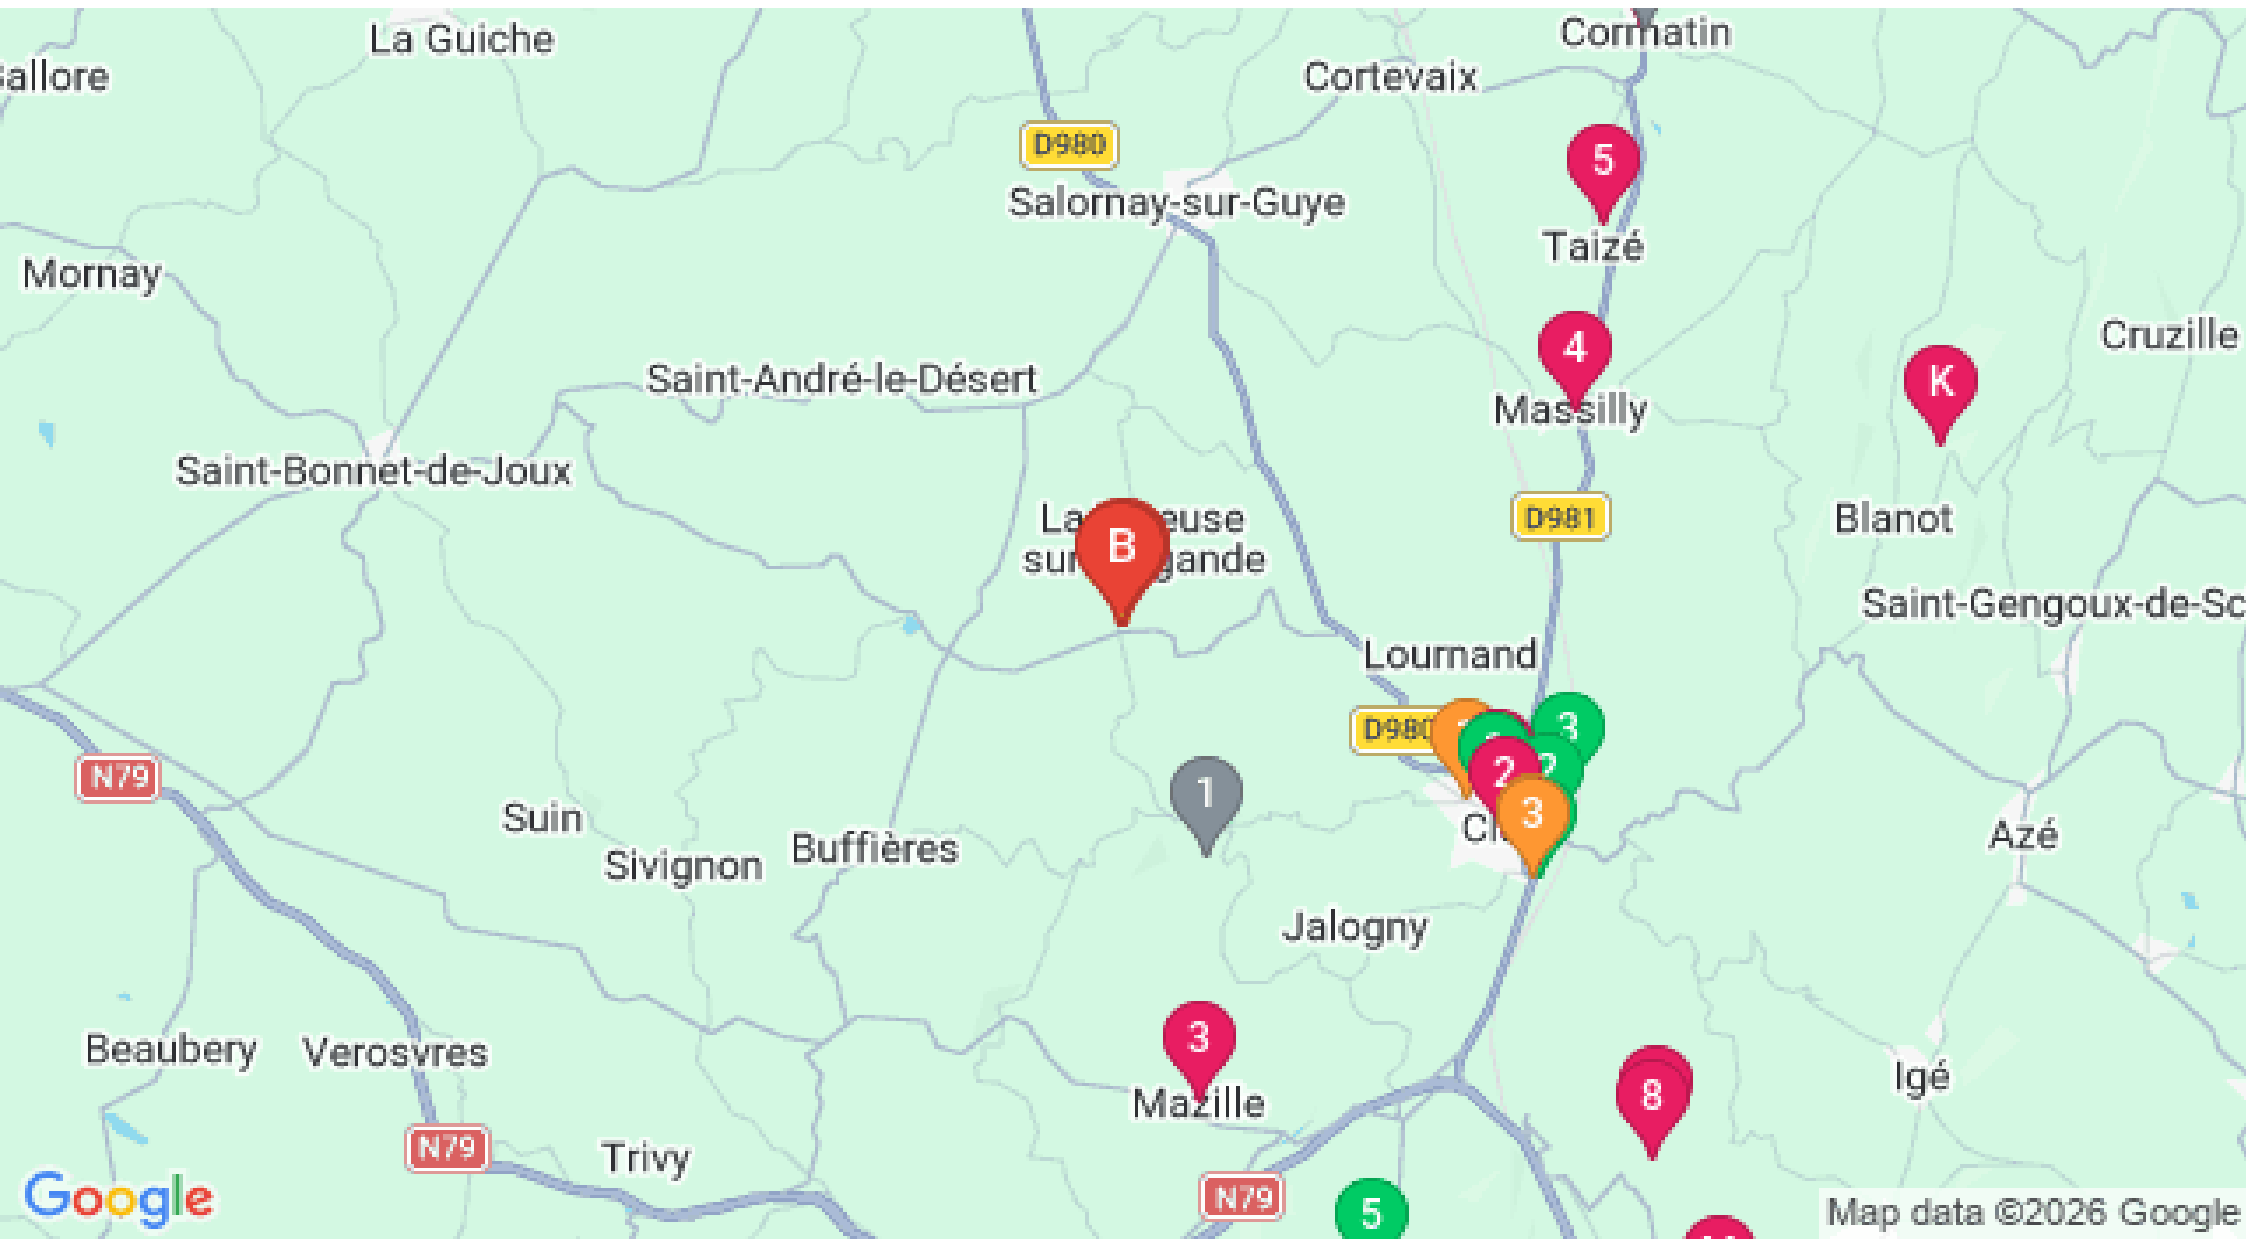 La Guiche
Cormatin
allore
Cortevaix
D980
5
Salornay-sur-Guye
Taizé
Mornay
Cruzille
4
Saint-André-le-Désert
K
Massilly
Saint-Bonnet-de-Joux
D981
Blanot
B
Saint-Gengoux-de-Sc
Lournand
D980
3
2
2
N79
1
3
Suin
Azé
Buffières
Sivignon
Jalogny
3
Beaubery
Verosvres
Igé
8
Mazille
N79
Trivy
N79
5
Google
Map data ©2026 Google